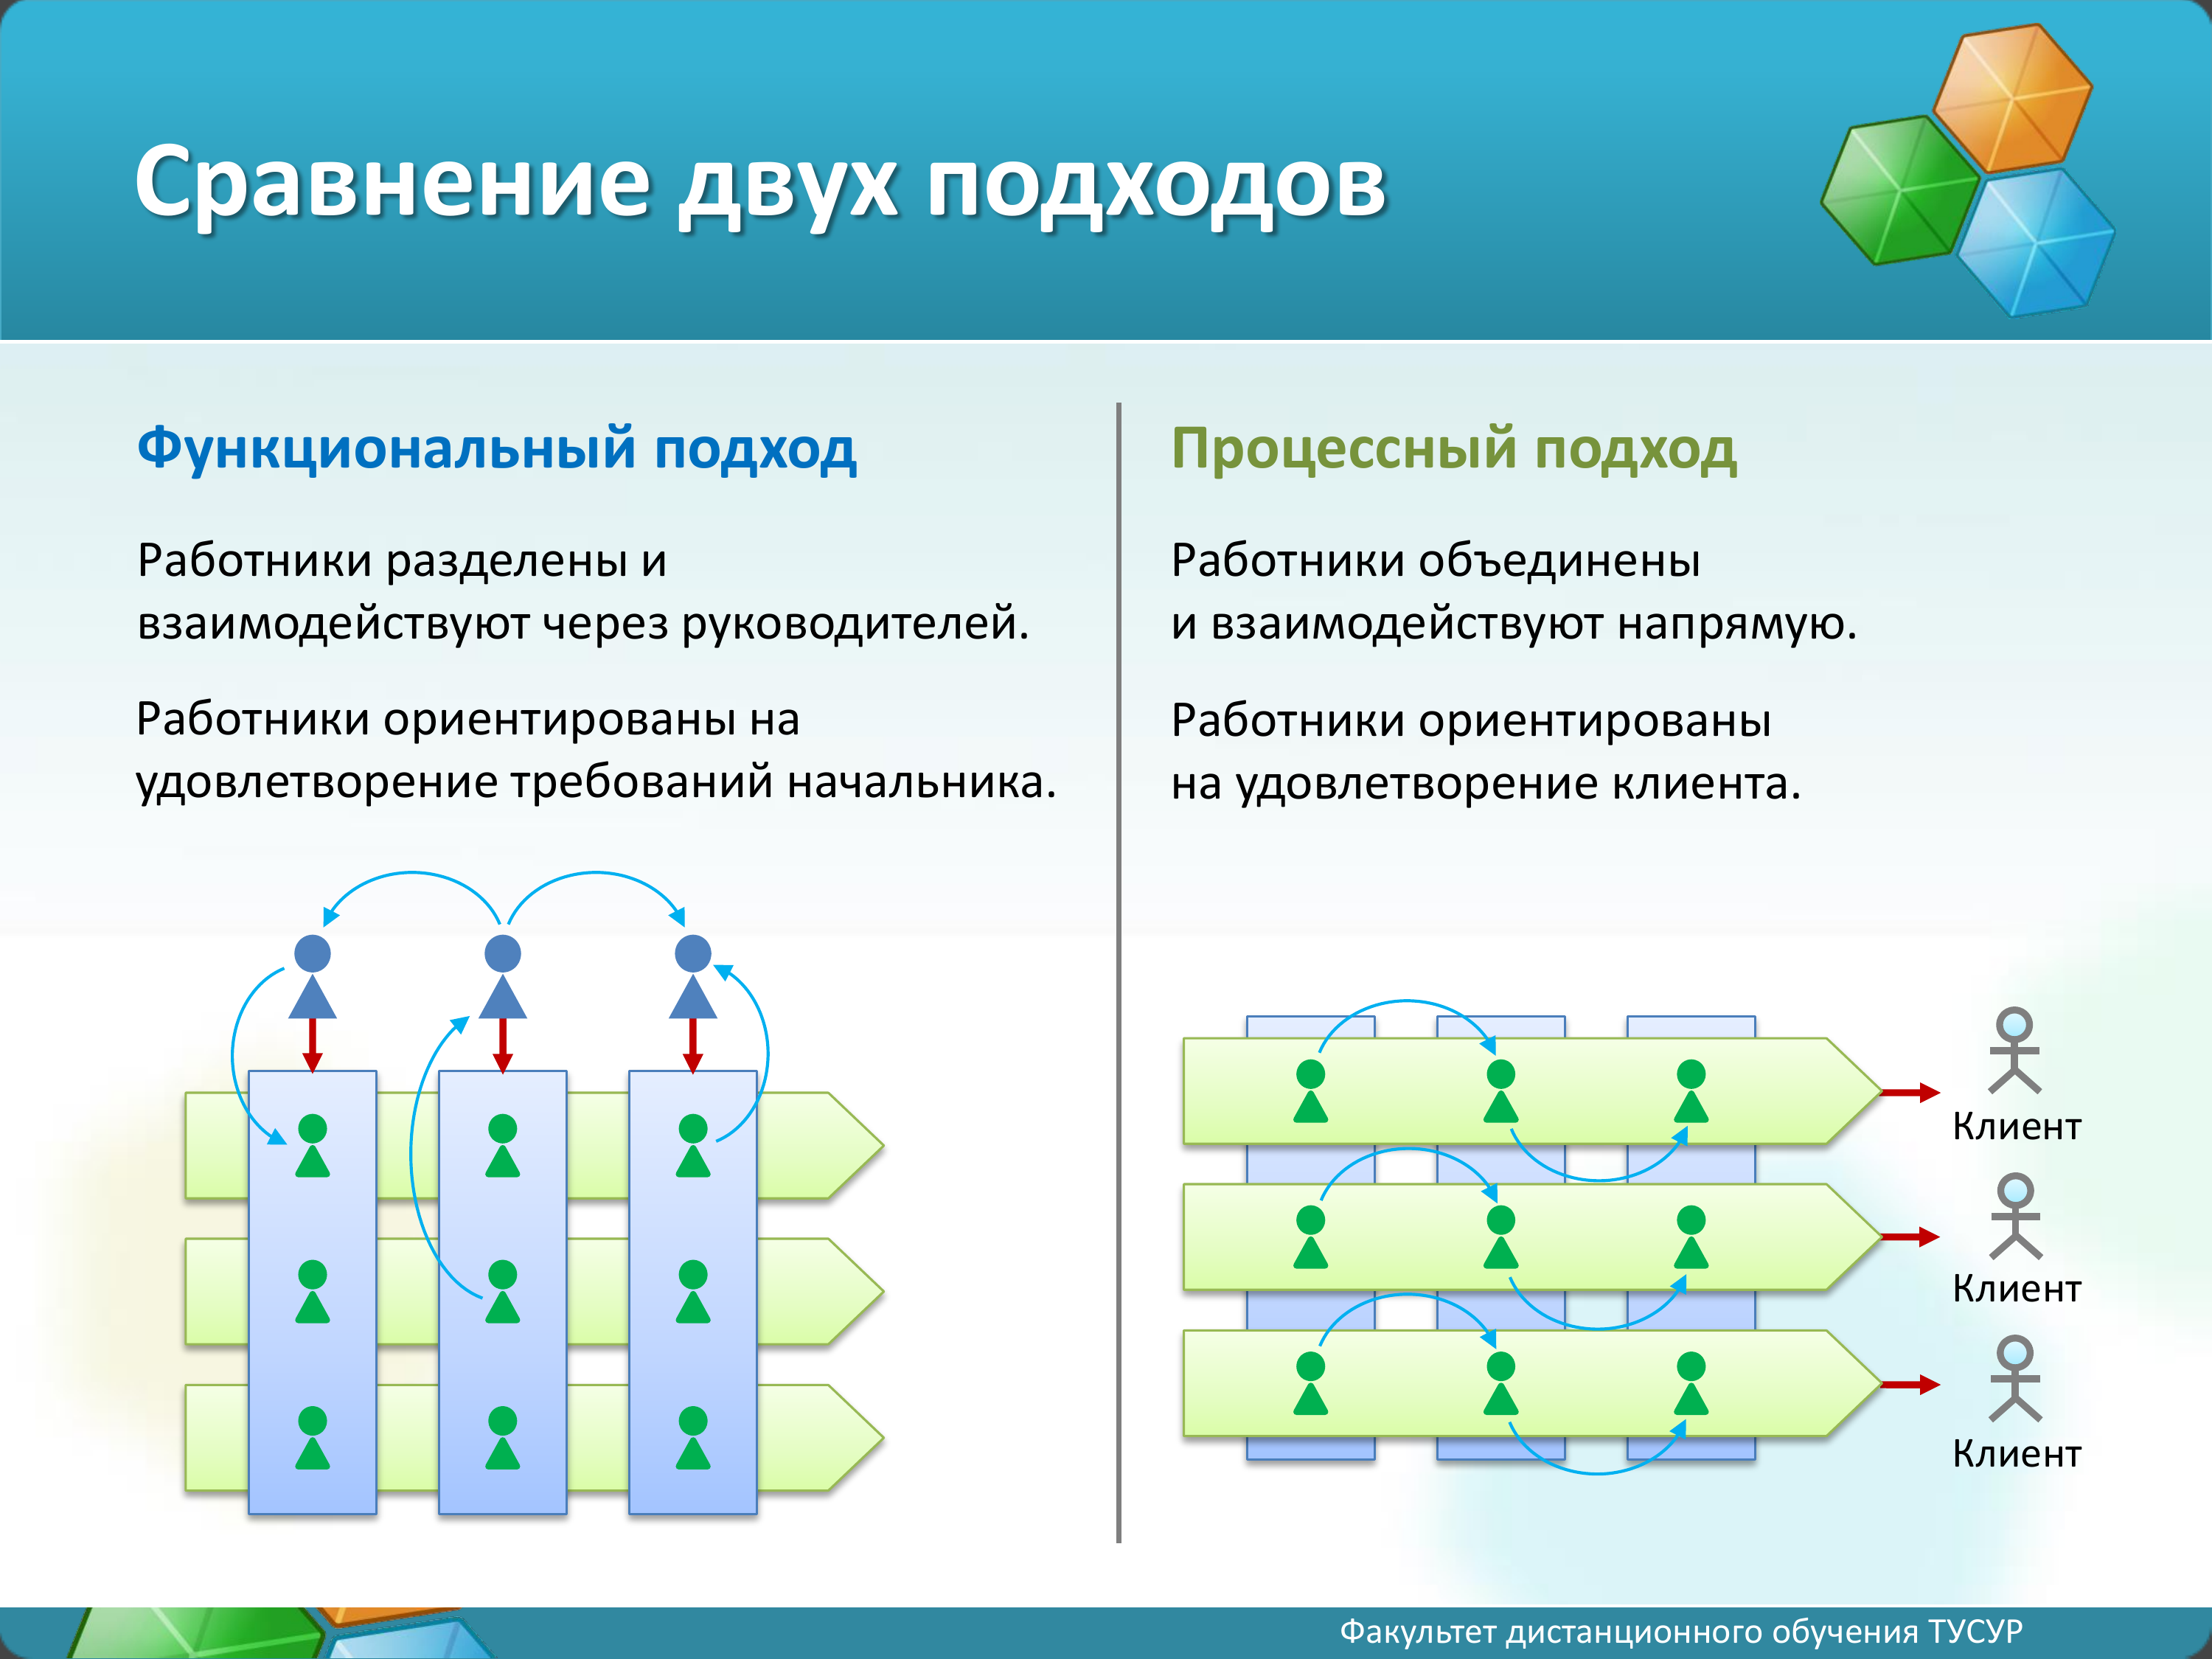 Сравнение двух подходов
Функциональный подход
Работники разделены и
взаимодействуют через руководителей.
Работники ориентированы на
удовлетворение требований начальника.
Процессный подход
Работники объединены
и взаимодействуют напрямую.
Работники ориентированы
на удовлетворение клиента.
Клиент
Клиент
Клиент
Факультет дистанционного обучения ТУСУР